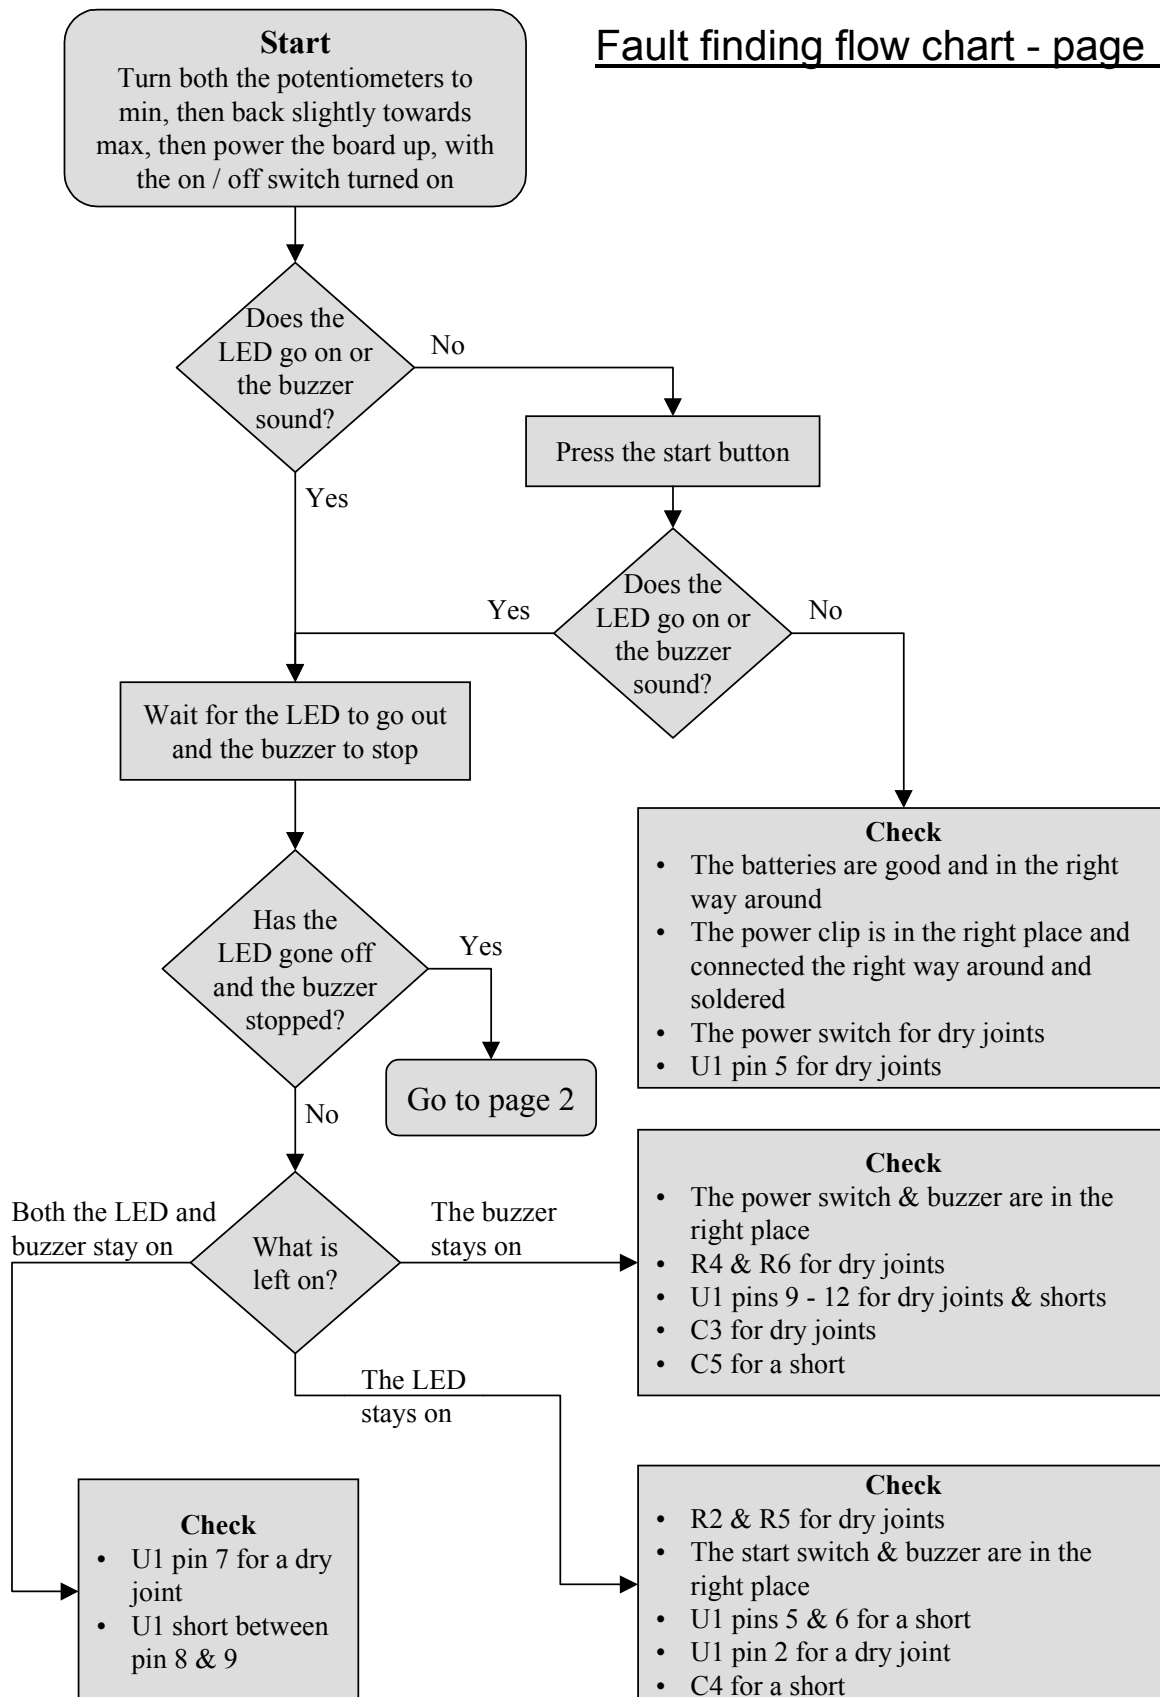 Fault finding flow chart - page
Start
Turn both the potentiometers to
min, then back slightly towards
max, then power the board up, with
the on / off switch turned on
Does the
LED go on or
the buzzer
sound?
No
Yes
Press the start button
Does the
LED go on or
the buzzer
sound?
Yes
No
Wait for the LED to go out
and the buzzer to stop
Check
• The batteries are good and in the right
way around
• The power clip is in the right place and
connected the right way around and
soldered
• The power switch for dry joints
• U1 pin 5 for dry joints
Has the
LED gone off
and the buzzer
stopped?
Yes
Go to page 2
No
What is
left on?
Both the LED and
buzzer stay on
The buzzer
stays on
Check
• The power switch & buzzer are in the
right place
• R4 & R6 for dry joints
• U1 pins 9 - 12 for dry joints & shorts
• C3 for dry joints
• C5 for a short
The LED
stays on
Check
• U1 pin 7 for a dry
joint
• U1 short between
pin 8 & 9
Check
• R2 & R5 for dry joints
• The start switch & buzzer are in the
right place
• U1 pins 5 & 6 for a short
• U1 pin 2 for a dry joint
• C4 for a short